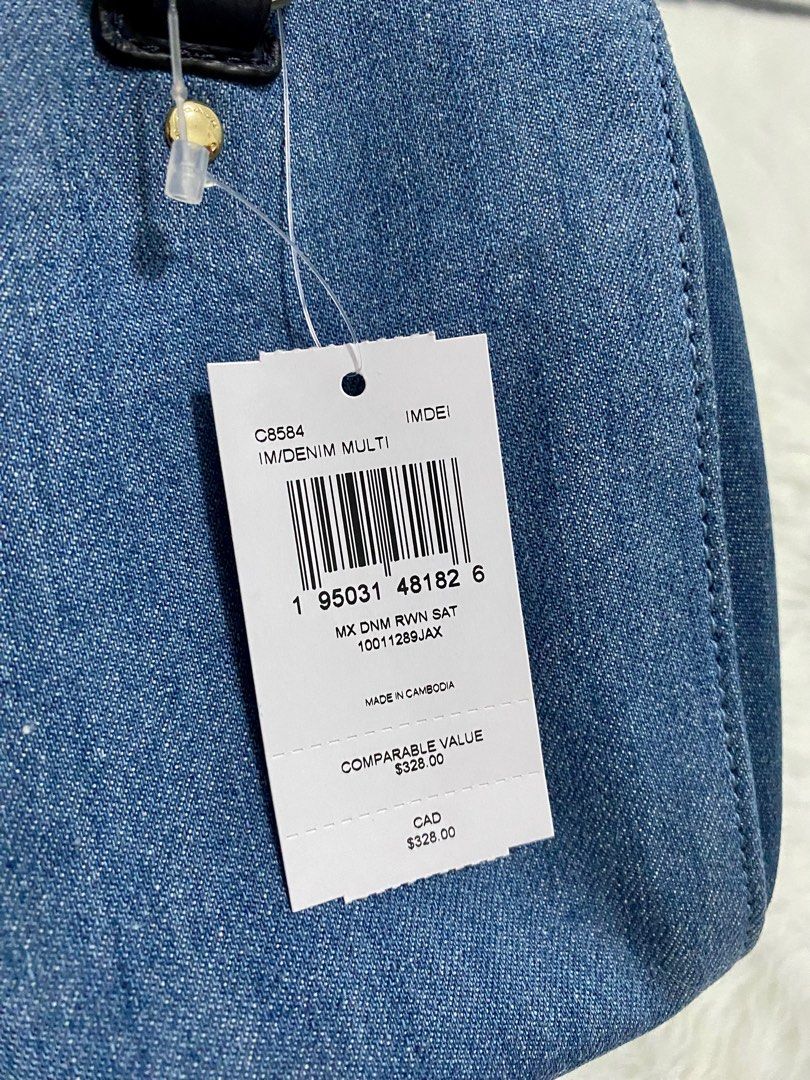 C8584 IMDEI
IM/DENIM MULTI
1 95031 48182 6
MX DNM RWN SAT
10011289JAX
MADE IN CAMBODIA
COMPARABLE VALUE
$328.00
CAD
$328.00